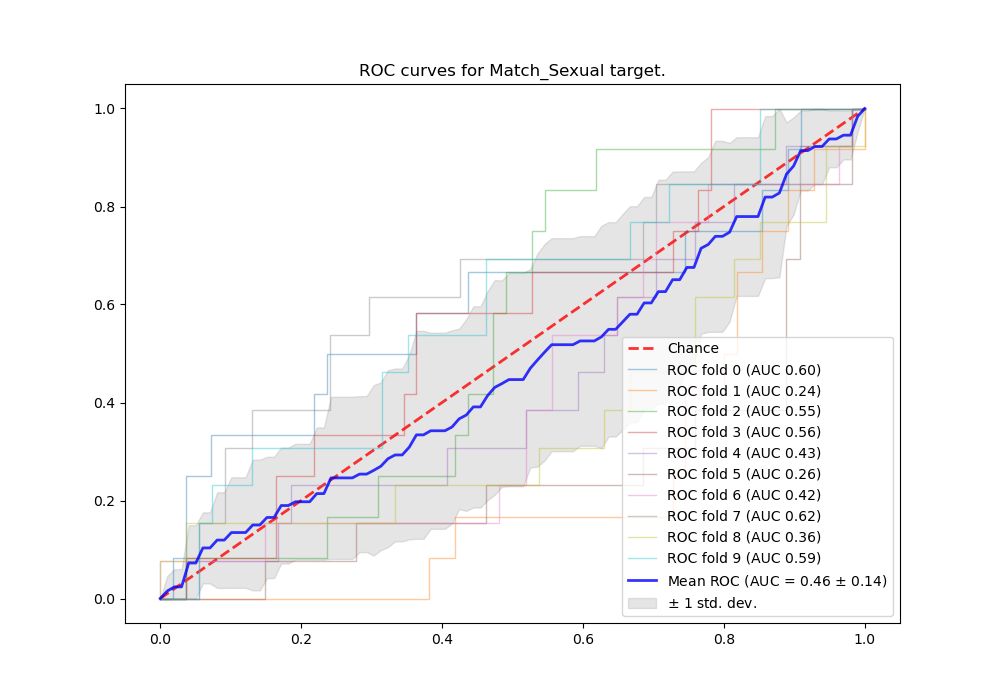 ROC curves for Match_Sexual target.
1.0
0.8
0.6
0.4
0.2
0.0
Chance
ROC fold 0 (AUC 0.60)
ROC fold 1 (AUC 0.24)
ROC fold 2 (AUC 0.55)
ROC fold 3 (AUC 0.56)
ROC fold 4 (AUC 0.43)
ROC fold 5 (AUC 0.26)
ROC fold 6 (AUC 0.42)
ROC fold 7 (AUC 0.62)
ROC fold 8 (AUC 0.36)
ROC fold 9 (AUC 0.59)
Mean ROC (AUC = 0.46 ± 0.14)
± 1 std. dev.
0.0 0.2 0.4 0.6 0.8 1.0